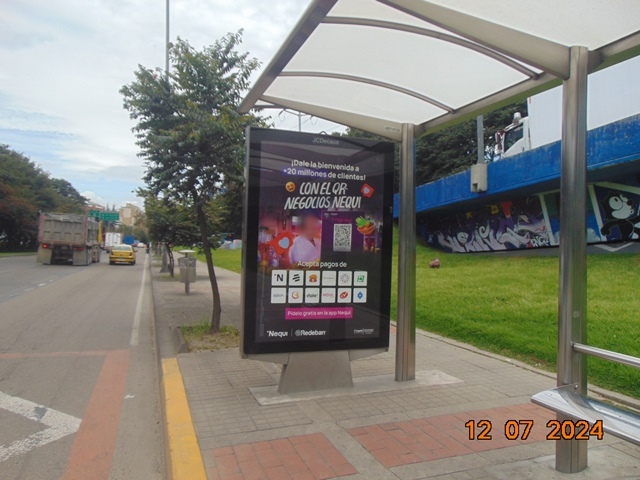 JCDecaux
¡Dale la bienvenida a
+20 millones de clientes!
CON EL QR
NEGOCIOS NEQUI
Acepta pagos de
Pídelo gratis en la app Nequi
Nequi Redeban
12 07 2024